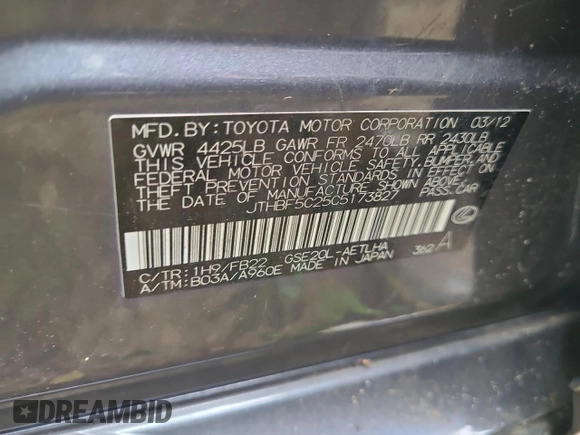 MFD. BY: TOYOTA MOTOR CORPORATION 03/12
GVWR 4425LB GAWR FR 2470LB RR 2430LB
THIS VEHICLE CONFORMS TO ALL APPLICABLE
FEDERAL MOTOR VEHICLE SAFETY, BUMPER, AND
THEFT PREVENTION STANDARDS IN EFFECT ON
THE DATE OF MANUFACTURE SHOWN ABOVE.
JTHBF5C25C5173827 PASS. CAR
C/TR: 1H9/FB22 GSE20L-AETLHA 362 A
A/TM: B03A/A960E MADE IN JAPAN
DREAMBID